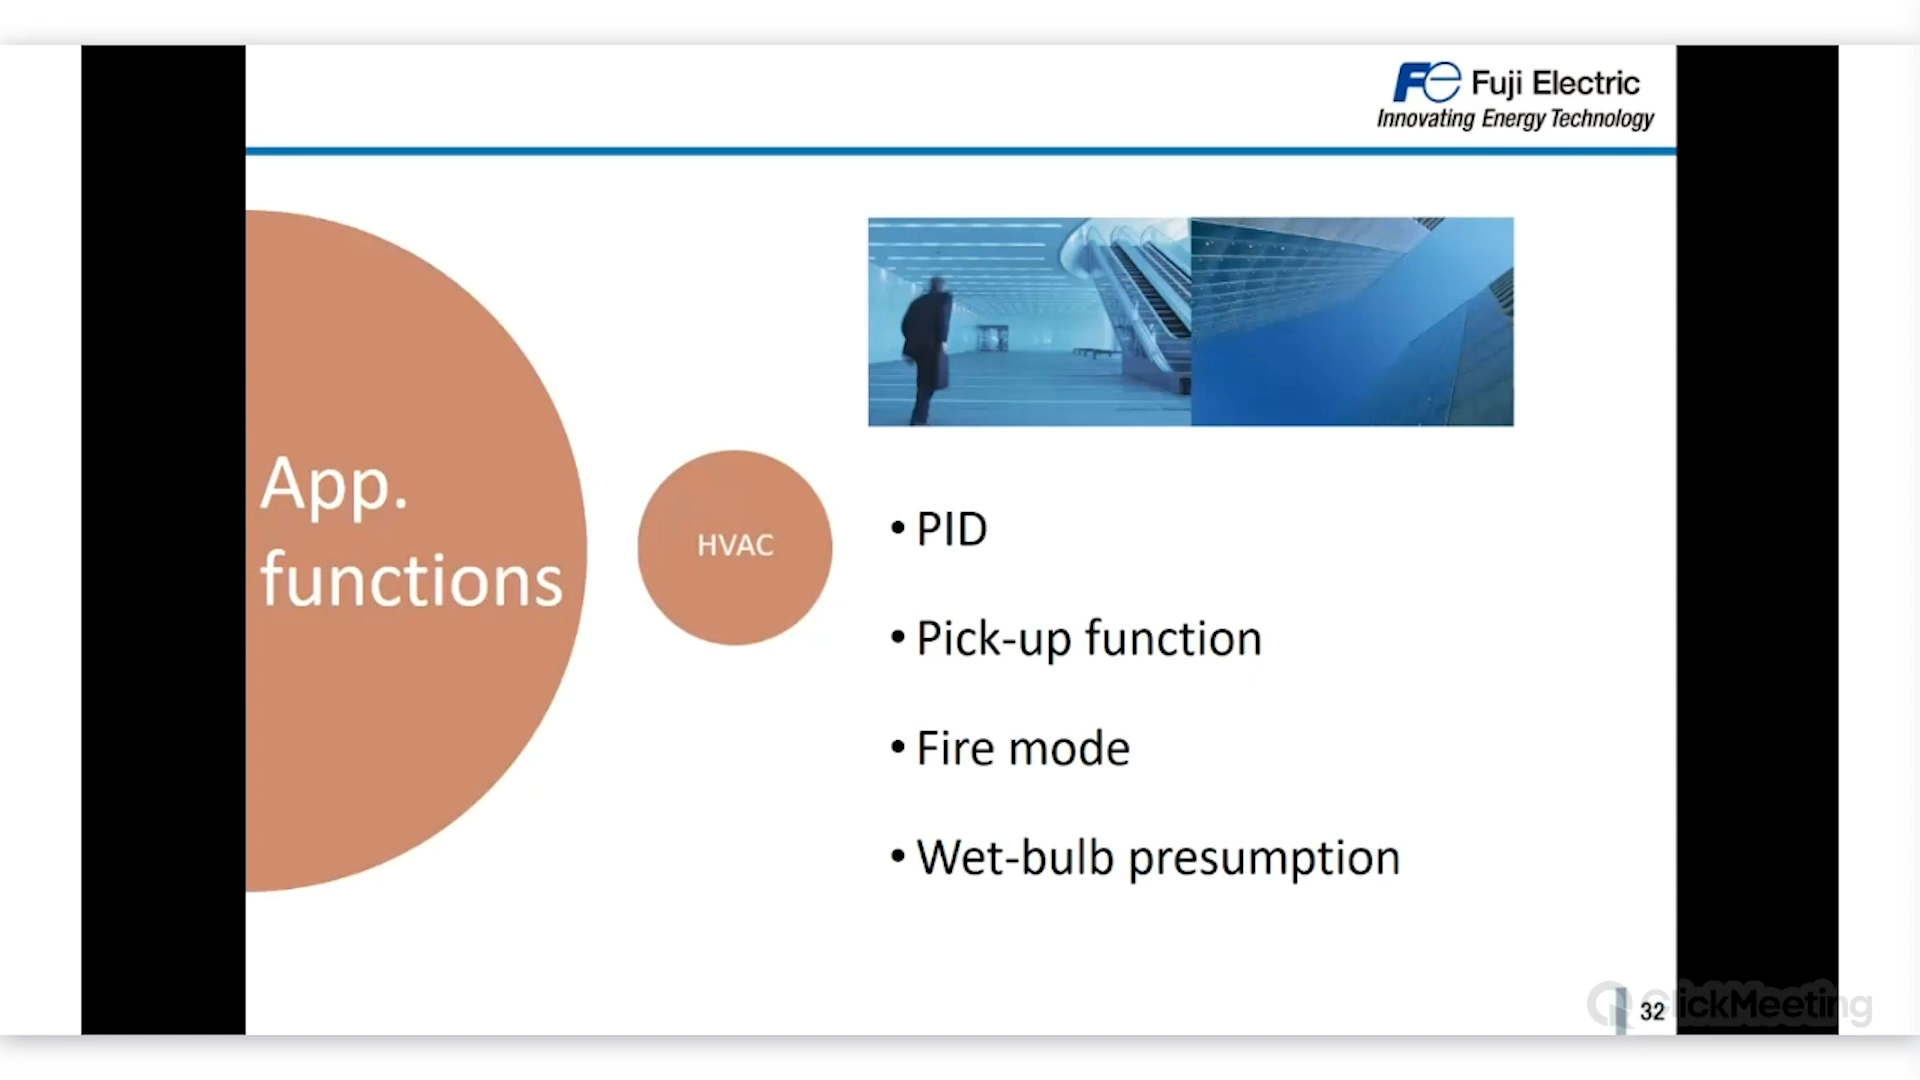 Fe Fuji Electric
Innovating Energy Technology
App.
functions
HVAC
• PID
• Pick-up function
• Fire mode
• Wet-bulb presumption
32
ClickMeeting